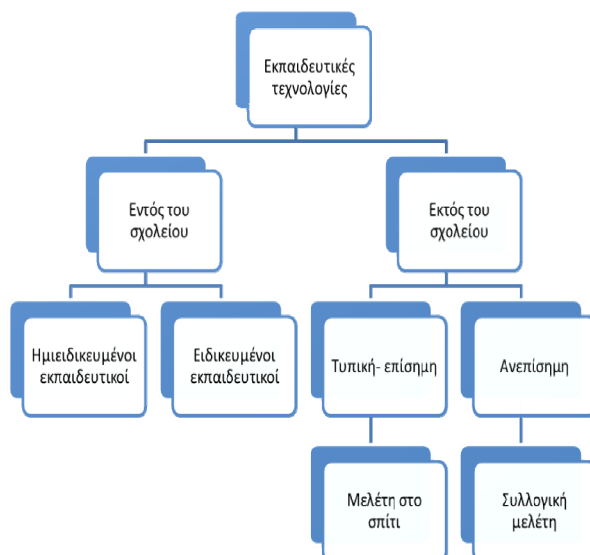 Εκπαιδευτικές
τεχνολογίες
Εντός του
σχολείου
Εκτός του
σχολείου
Ημιειδικευμένοι
εκπαιδευτικοί
Ειδικευμένοι
εκπαιδευτικοί
Τυπική- επίσημη
Ανεπίσημη
Μελέτη στο
σπίτι
Συλλογική
μελέτη